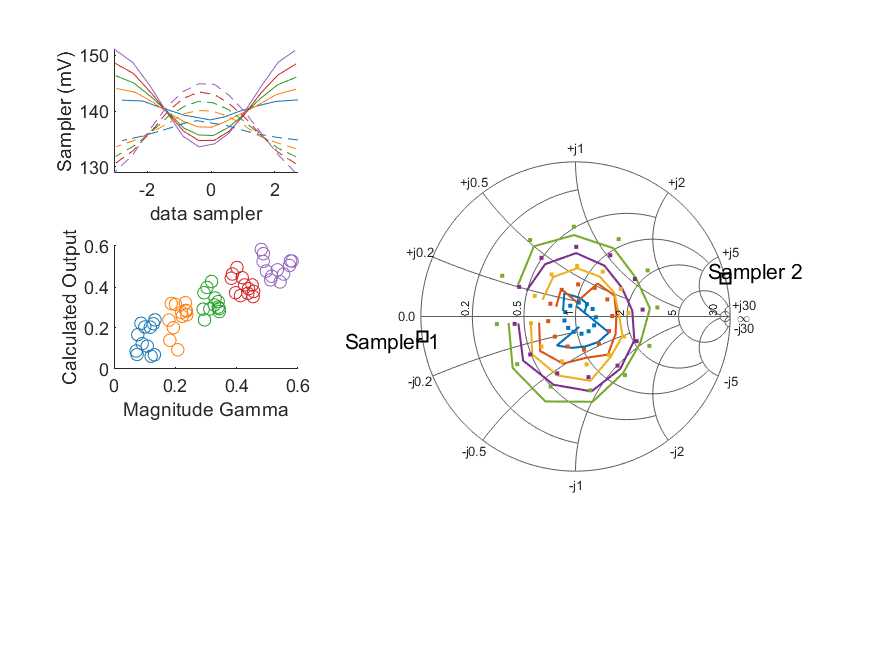 150
140
130
Sampler (mV)
-2 0 2
data sampler
0.6
0.4
0.2
0
Calculated Output
0 0.2 0.4 0.6
Magnitude Gamma
+j1
+j0.5
+j2
+j0.2
+j5
Sampler 2
+j30
0.0
0.2
0.5
1
2
5
30
∞
-j30
Sampler 1
-j0.2
-j5
-j0.5
-j2
-j1